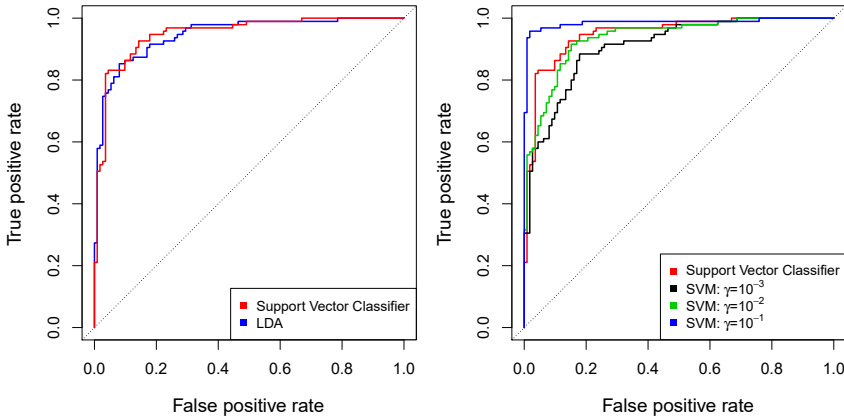 True positive rate
1.0
0.8
0.6
0.4
0.2
0.0
Support Vector Classifier
LDA
0.0 0.2 0.4 0.6 0.8 1.0
False positive rate
True positive rate
1.0
0.8
0.6
0.4
0.2
0.0
Support Vector Classifier
SVM: γ=10⁻³
SVM: γ=10⁻²
SVM: γ=10⁻¹
0.0 0.2 0.4 0.6 0.8 1.0
False positive rate